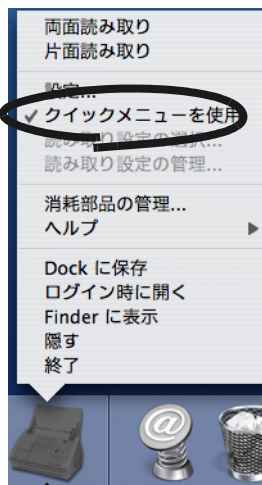 両面読み取り
片面読み取り
設定...
✓ クイックメニューを使用
読み取り設定の選択...
読み取り設定の管理...
消耗部品の管理...
ヘルプ
Dock に保存
ログイン時に開く
Finder に表示
隠す
終了
@